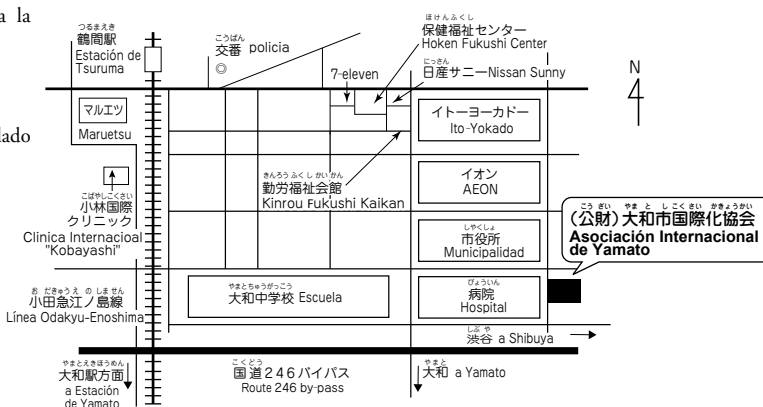 a la
lado
つるまえき
鶴間駅
Estación de
Tsuruma
こうばん
交番 policia
7-eleven
ほけんふくし
保健福祉センター
Hoken Fukushi Center
にっさん
日産サニーNissan Sunny
N
マルエツ
Maruetsu
イトーヨーカドー
Ito-Yokado
こばやしこくさい
小林国際
クリニック
Clinica Internacioal
"Kobayashi"
きんろうふくしかいかん
勤労福祉会館
Kinrou Fukushi Kaikan
イオン
AEON
しやくしょ
市役所
Municipalidad
こうざい やまとしこくさいかきょうかい
(公財)大和市国際化協会
Asociación Internacional
de Yamato
おだきゅうえのしません
小田急江ノ島線
Línea Odakyu-Enoshima
やまとちゅうがっこう
大和中学校 Escuela
びょういん
病院
Hospital
しぶや
渋谷 a Shibuya
やまとえきほうめん
大和駅方面
a Estación
de Yamato
こくどう
国道246バイパス
Route 246 by-pass
やまと
大和 a Yamato